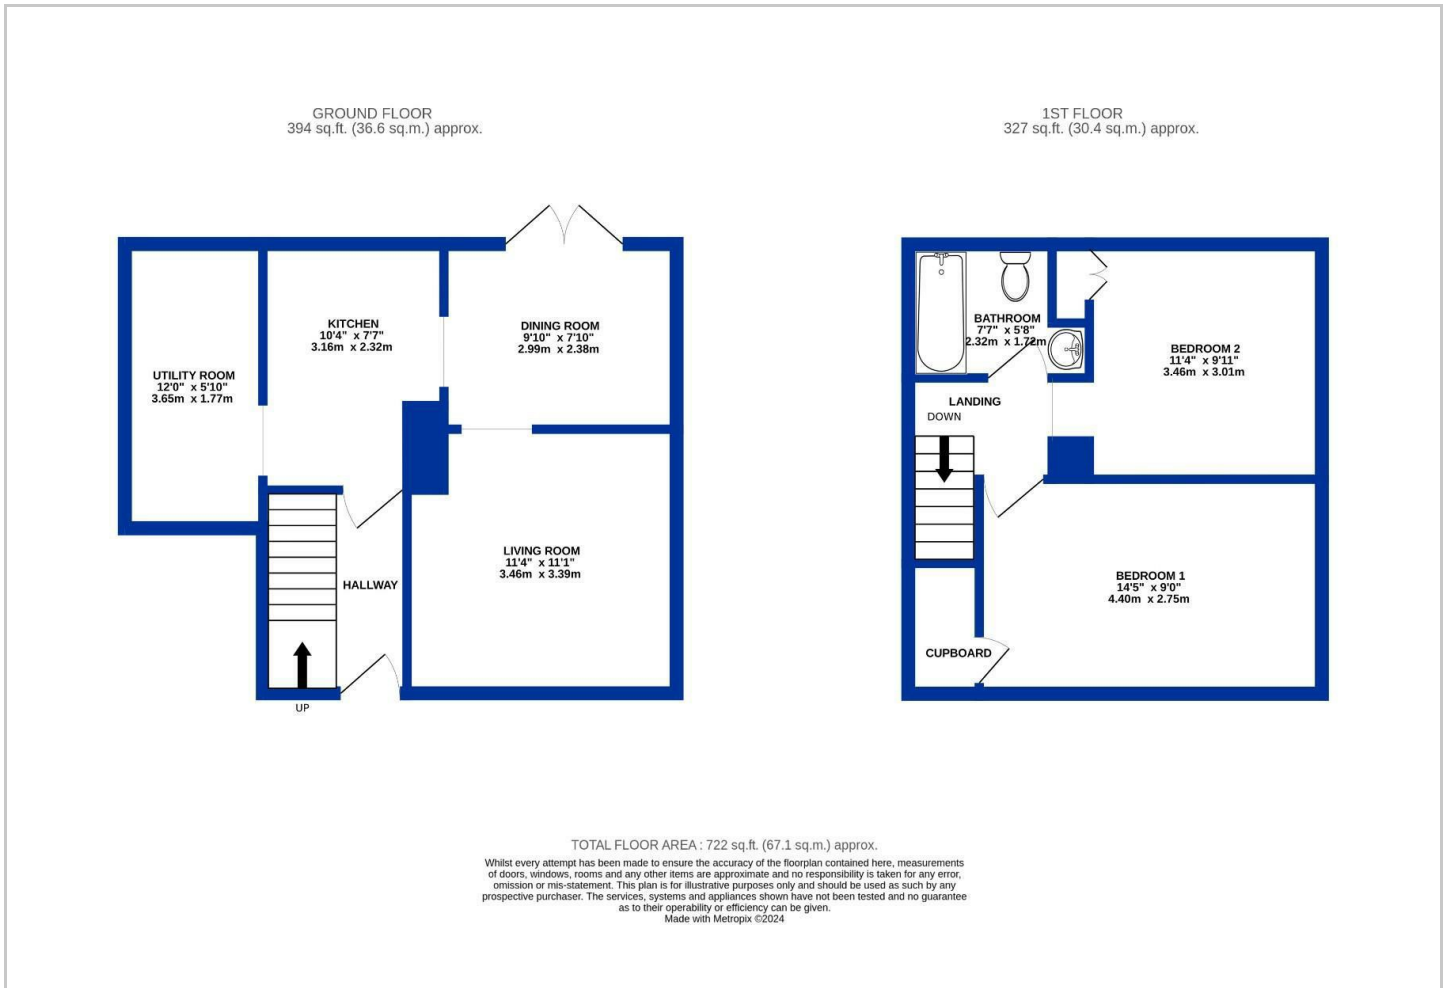 GROUND FLOOR
394 sq.ft. (36.6 sq.m.) approx.
1ST FLOOR
327 sq.ft. (30.4 sq.m.) approx.
KITCHEN
10'4" x 7'7"
3.16m x 2.32m
DINING ROOM
9'10" x 7'10"
2.99m x 2.38m
UTILITY ROOM
12'0" x 5'10"
3.65m x 1.77m
LIVING ROOM
11'4" x 11'1"
3.46m x 3.39m
HALLWAY
UP
BATHROOM
7'7" x 5'8"
2.32m x 1.72m
BEDROOM 2
11'4" x 9'11"
3.46m x 3.01m
LANDING
DOWN
BEDROOM 1
14'5" x 9'0"
4.40m x 2.75m
CUPBOARD
TOTAL FLOOR AREA : 722 sq.ft. (67.1 sq.m.) approx.
Whilst every attempt has been made to ensure the accuracy of the floorplan contained here, measurements
of doors, windows, rooms and any other items are approximate and no responsibility is taken for any error,
omission or mis-statement. This plan is for illustrative purposes only and should be used as such by any
prospective purchaser. The services, systems and appliances shown have not been tested and no guarantee
as to their operability or efficiency can be given.
Made with Metropix ©2024